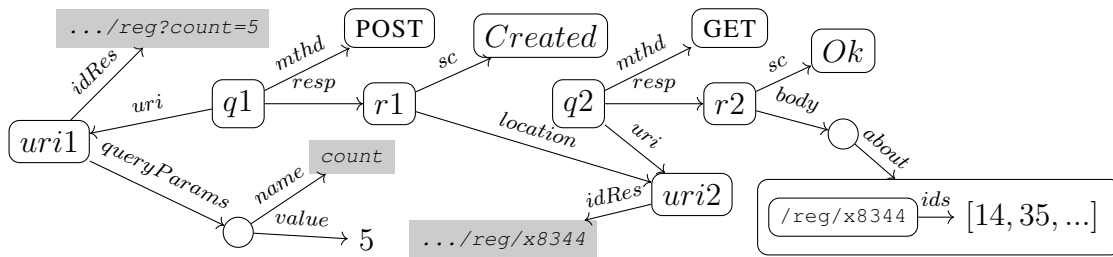 .../reg?count=5
POST
Created
GET
Ok
mthd
sc
mthd
sc
idRes
uri
q1
resp
r1
q2
resp
r2
body
uri1
location
uri
about
queryParams
name
count
idRes
uri2
value
5
.../reg/x8344
/reg/x8344
ids
[14, 35, ...]